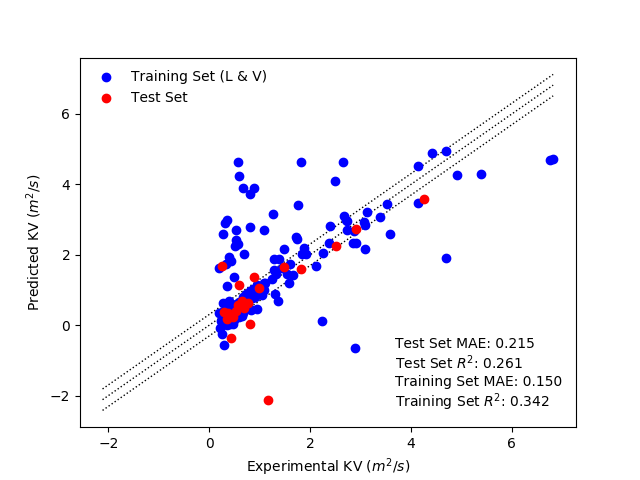 Training Set (L & V)
Test Set
Predicted KV (m²/s)
6
4
2
0
−2
Test Set MAE: 0.215
Test Set R²: 0.261
Training Set MAE: 0.150
Training Set R²: 0.342
−2 0 2 4 6
Experimental KV (m²/s)